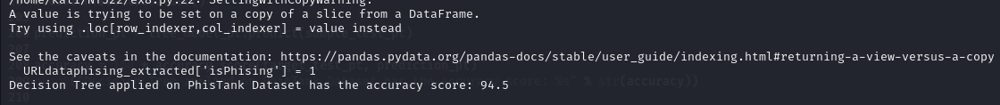 /home/kali/NT522/ex8.py:22: SettingWithCopyWarning:
A value is trying to be set on a copy of a slice from a DataFrame.
Try using .loc[row_indexer,col_indexer] = value instead
See the caveats in the documentation: https://pandas.pydata.org/pandas-docs/stable/user_guide/indexing.html#returning-a-view-versus-a-copy
URLdataphising_extracted['isPhising'] = 1
Decision Tree applied on PhisTank Dataset has the accuracy score: 94.5